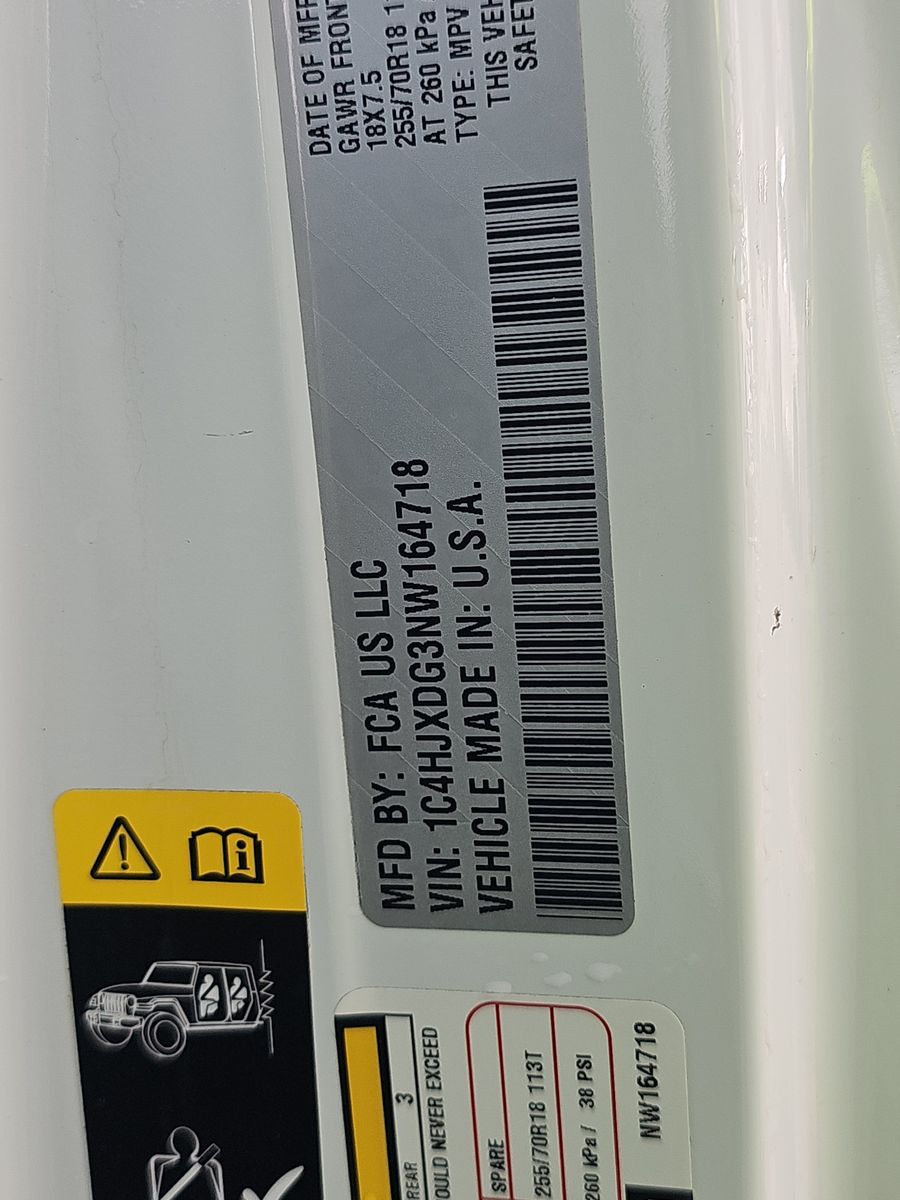 MFD BY: FCA US LLC
VIN: 1C4HJXDG3NW164718
VEHICLE MADE IN: U.S.A.
DATE OF MFR
GAWR FRONT
18X7.5
255/70R18 1
AT 260 kPa
TYPE: MPV
THIS VEH
SAFET
REAR 3
OULD NEVER EXCEED
SPARE
255/70R18 113T
260 kPa / 38 PSI
NW164718